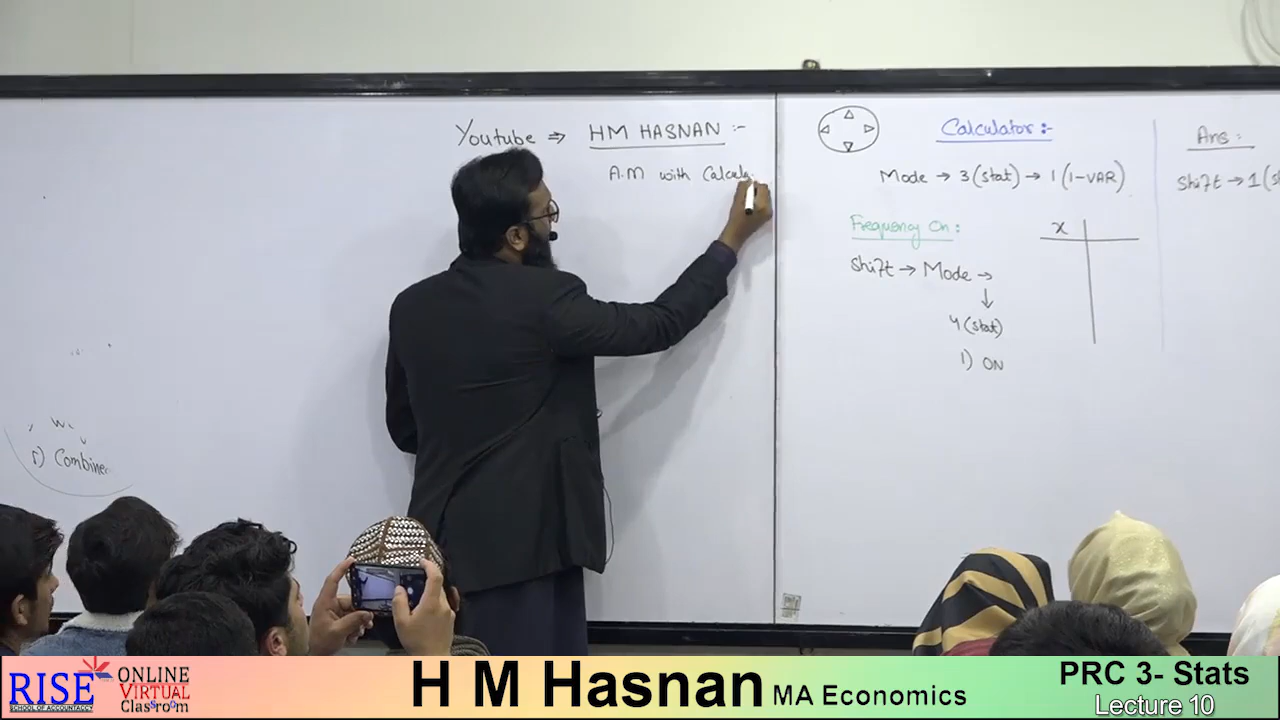 Youtube ⇒ HM HASNAN :-
A.M with Calcula
Calculator:-
Mode → 3(stat) → 1(1-VAR)
Frequency On:
x
Shift → Mode →
↓
4(stat)
1) ON
Ans:
Shift → 1(s
1) Combine
RISE
SCHOOL OF ACCOUNTANCY
ONLINE
VIRTUAL
Classroom
H M Hasnan MA Economics
PRC 3- Stats
Lecture 10